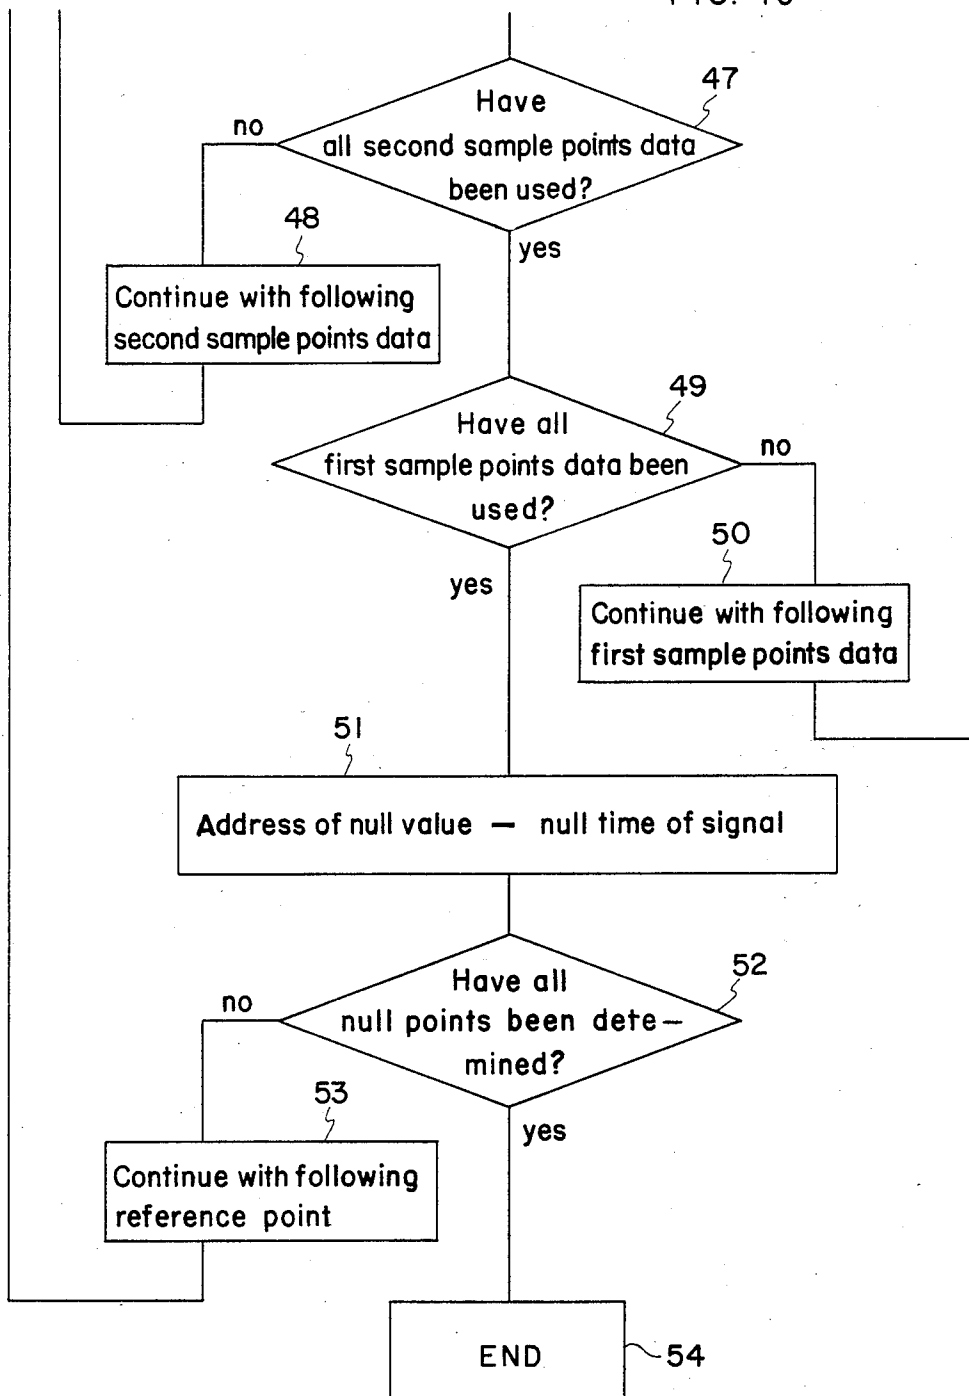 47
Have
all second sample points data
been used?
no
yes
48
Continue with following
second sample points data
49
Have all
first sample points data been
used?
no
yes
50
Continue with following
first sample points data
51
Address of null value — null time of signal
52
Have all
null points been dete—
mined?
no
yes
53
Continue with following
reference point
END
54